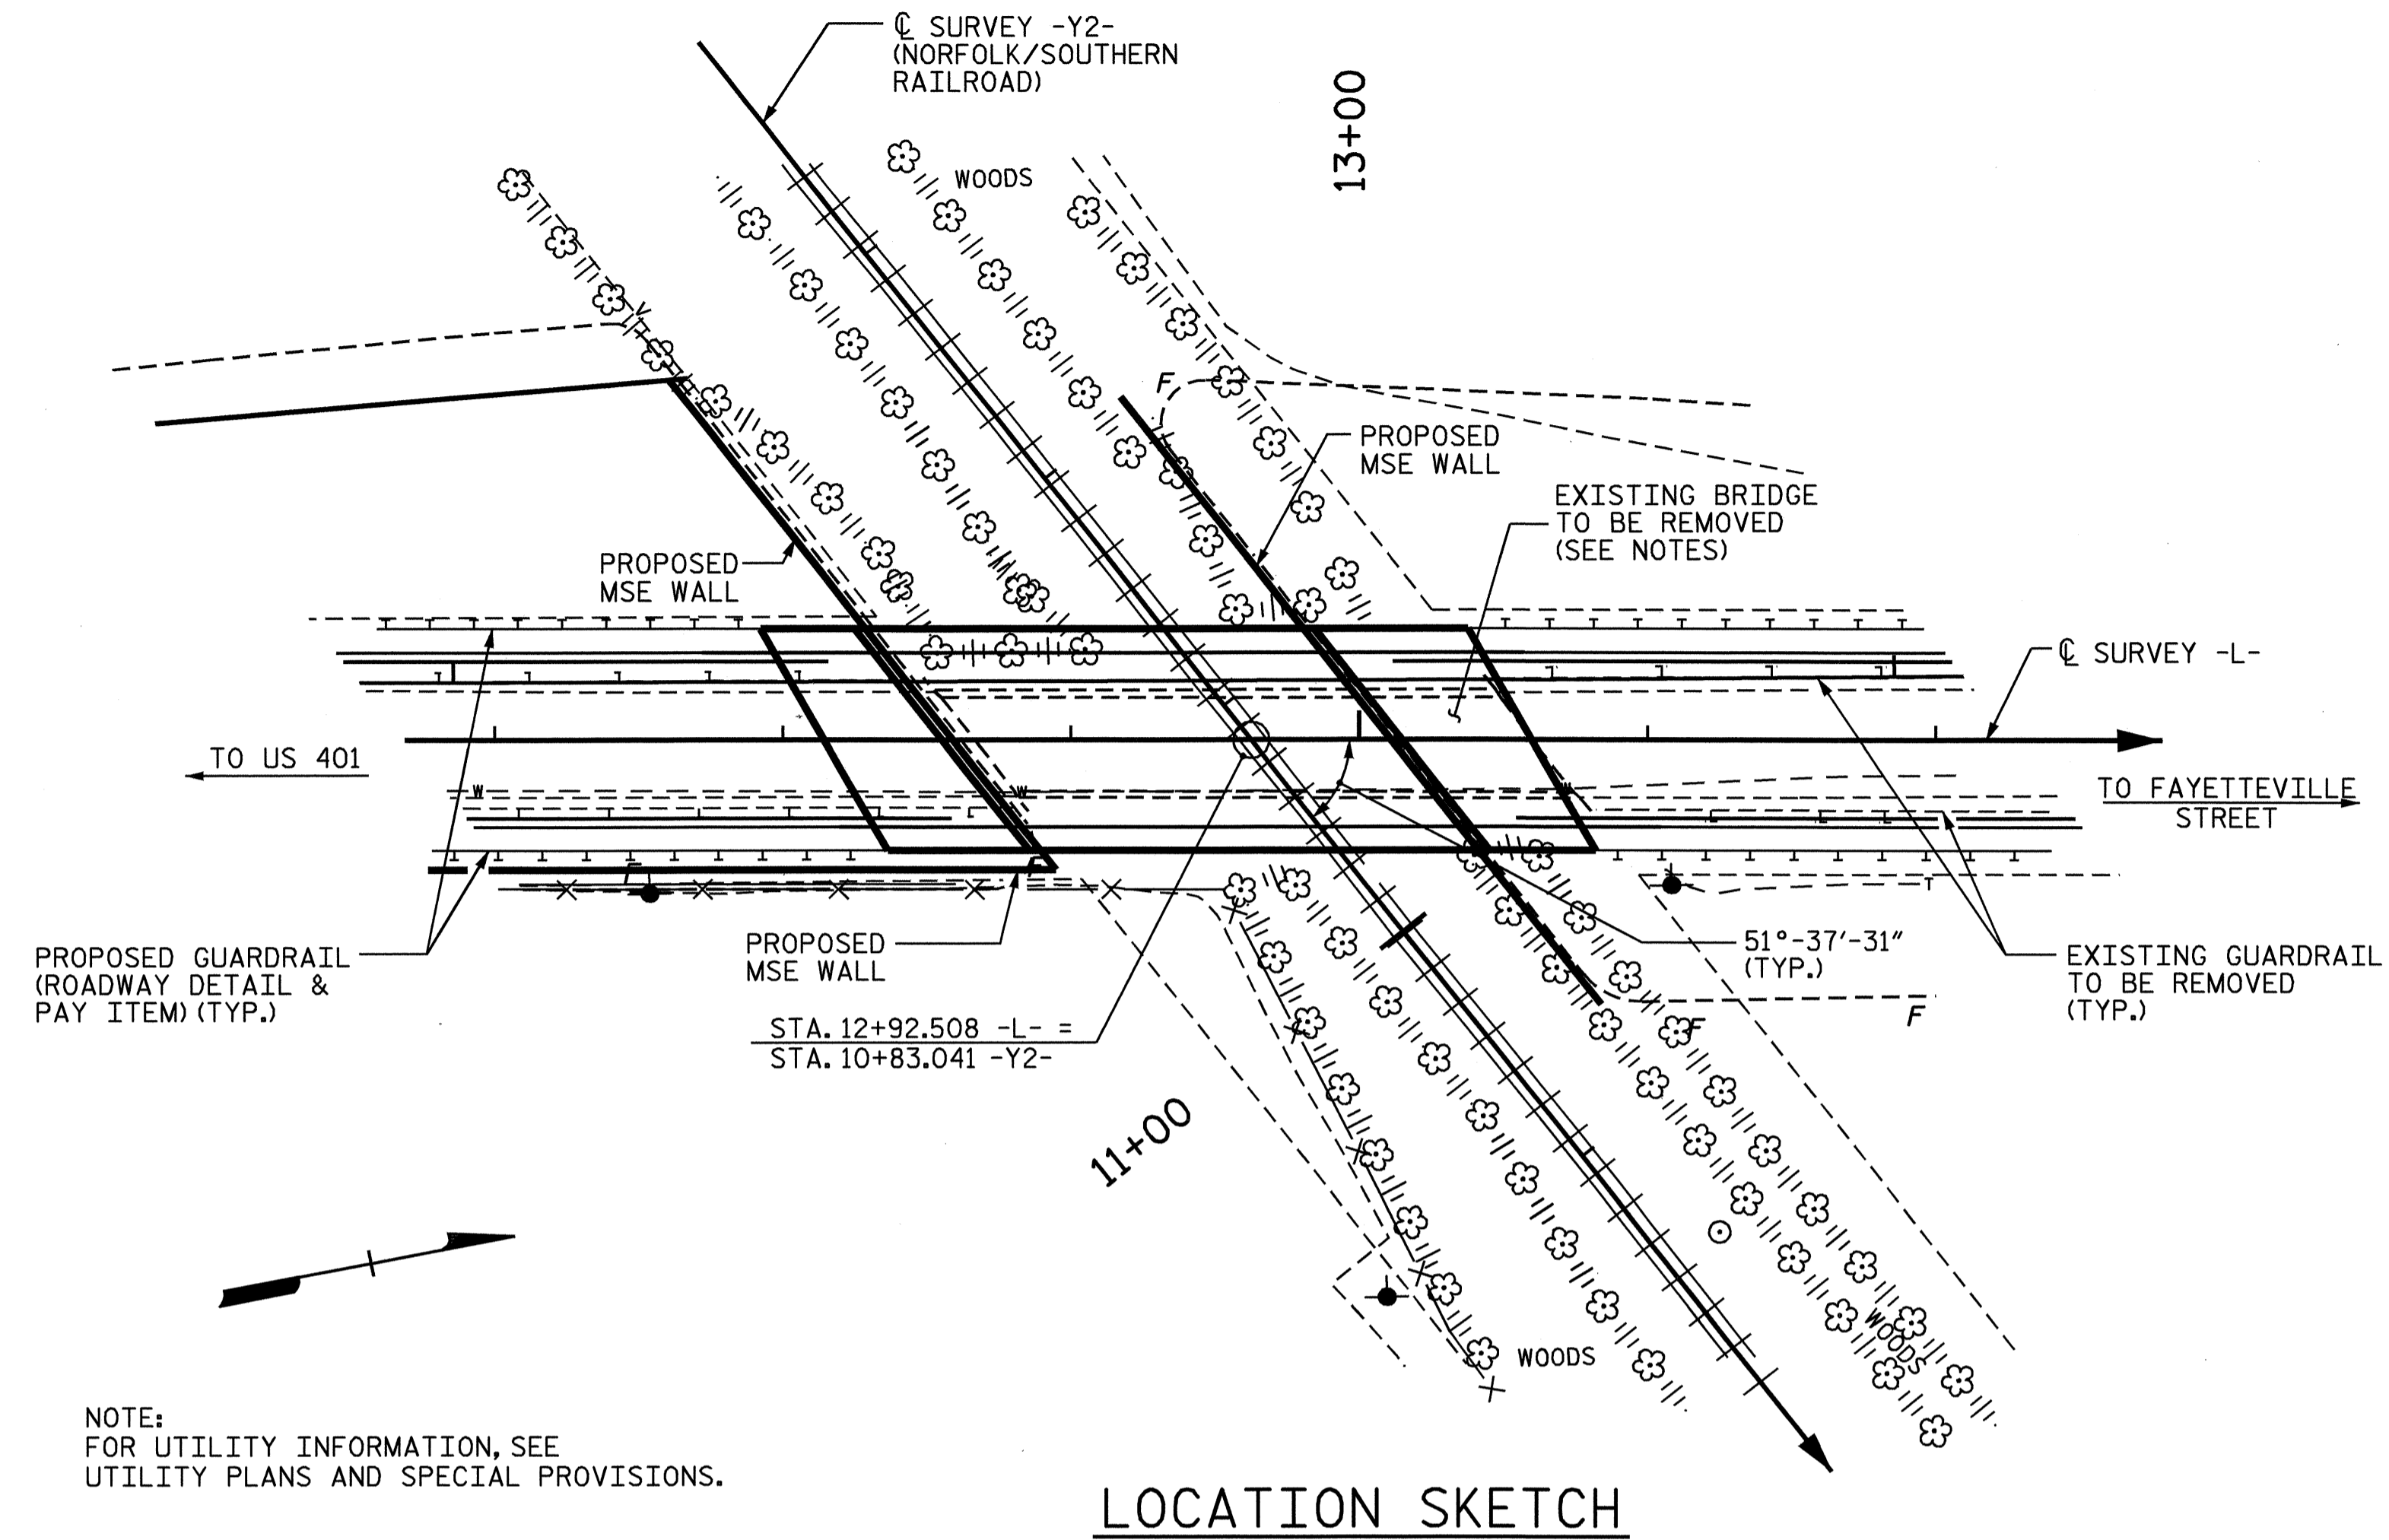 ℄ SURVEY -Y2-
(NORFOLK/SOUTHERN
RAILROAD)
13+00
WOODS
F
PROPOSED
MSE WALL
EXISTING BRIDGE
TO BE REMOVED
(SEE NOTES)
PROPOSED
MSE WALL
℄ SURVEY -L-
TO US 401
W
W
W
TO FAYETTEVILLE
STREET
F
F
PROPOSED GUARDRAIL
(ROADWAY DETAIL &
PAY ITEM) (TYP.)
PROPOSED
MSE WALL
51°-37'-31"
(TYP.)
EXISTING GUARDRAIL
TO BE REMOVED
(TYP.)
F
F
STA. 12+92.508 -L- =
STA. 10+83.041 -Y2-
11+00
WOODS
WOODS
NOTE:
FOR UTILITY INFORMATION, SEE
UTILITY PLANS AND SPECIAL PROVISIONS.
LOCATION SKETCH